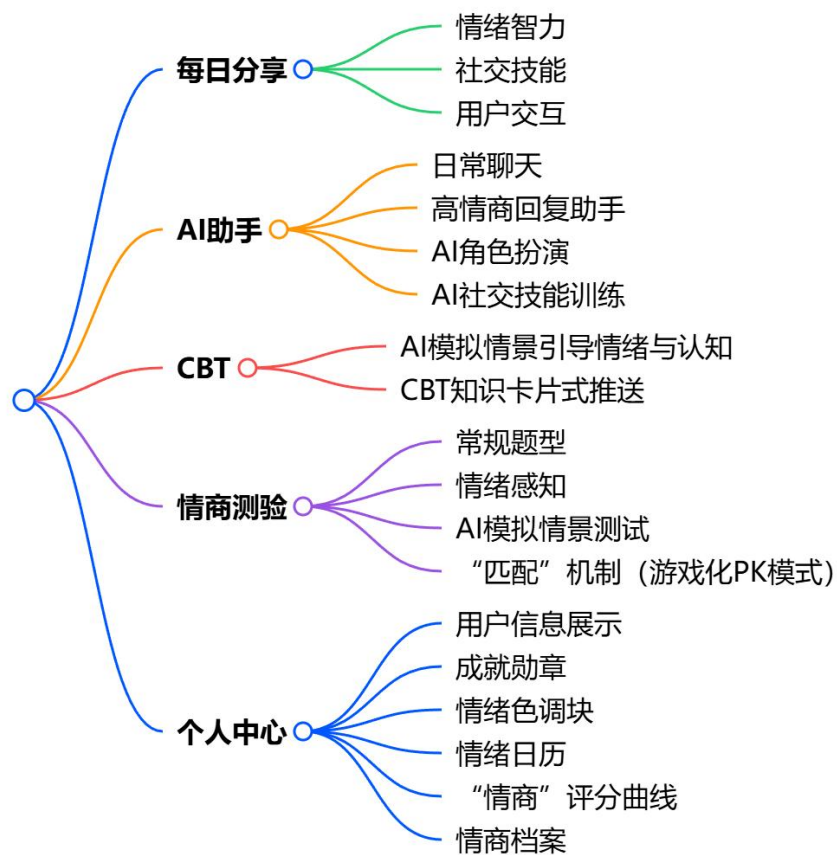 每日分享
情绪智力
社交技能
用户交互
AI助手
日常聊天
高情商回复助手
AI角色扮演
AI社交技能训练
CBT
AI模拟情景引导情绪与认知
CBT知识卡片式推送
情商测验
常规题型
情绪感知
AI模拟情景测试
“匹配”机制（游戏化PK模式）
个人中心
用户信息展示
成就勋章
情绪色调块
情绪日历
“情商”评分曲线
情商档案